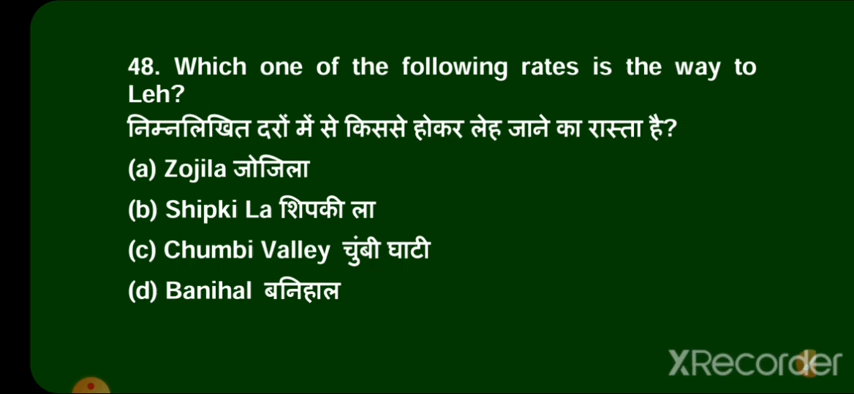 48. Which one of the following rates is the way to
Leh?
निम्नलिखित दरों में से किससे होकर लेह जाने का रास्ता है?
(a) Zojila जोजिला
(b) Shipki La शिपकी ला
(c) Chumbi Valley चुंबी घाटी
(d) Banihal बनिहाल
XRecorder